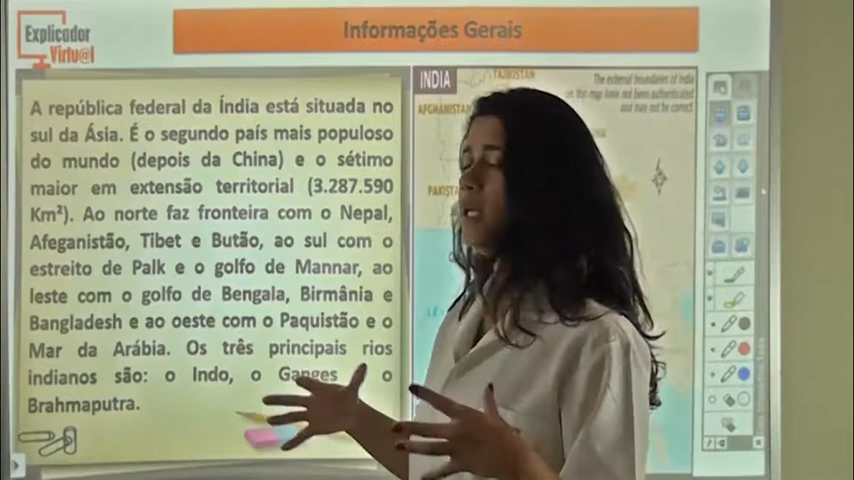 Explicador
Virtu@l
Informações Gerais
A república federal da Índia está situada no
sul da Ásia. É o segundo país mais populoso
do mundo (depois da China) e o sétimo
maior em extensão territorial (3.287.590
Km²). Ao norte faz fronteira com o Nepal,
Afeganistão, Tibet e Butão, ao sul com o
estreito de Palk e o golfo de Mannar, ao
leste com o golfo de Bengala, Birmânia e
Bangladesh e ao oeste com o Paquistão e o
Mar da Arábia. Os três principais rios
indianos são: o Indo, o Ganges e o
Brahmaputra.
INDIA
TAJIKISTAN
The external boundaries of India
on this map have not been authenticated
and may not be correct.
AFGHANISTAN